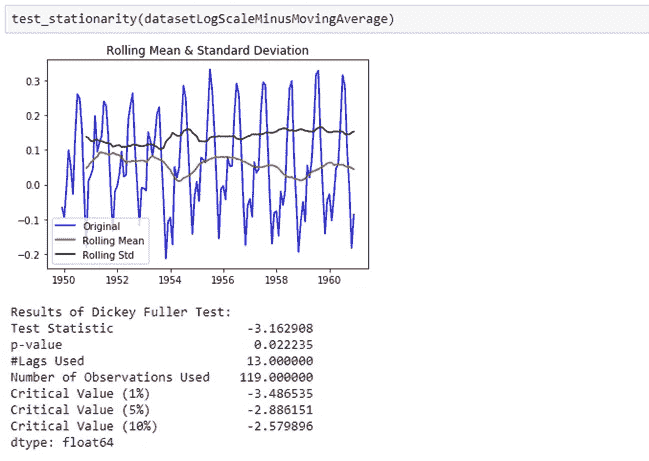 test_stationarity(datasetLogScaleMinusMovingAverage)
Rolling Mean & Standard Deviation
0.3
0.2
0.1
0.0
−0.1
−0.2
Original
Rolling Mean
Rolling Std
1950 1952 1954 1956 1958 1960
Results of Dickey Fuller Test:
Test Statistic -3.162908
p-value 0.022235
#Lags Used 13.000000
Number of Observations Used 119.000000
Critical Value (1%) -3.486535
Critical Value (5%) -2.886151
Critical Value (10%) -2.579896
dtype: float64